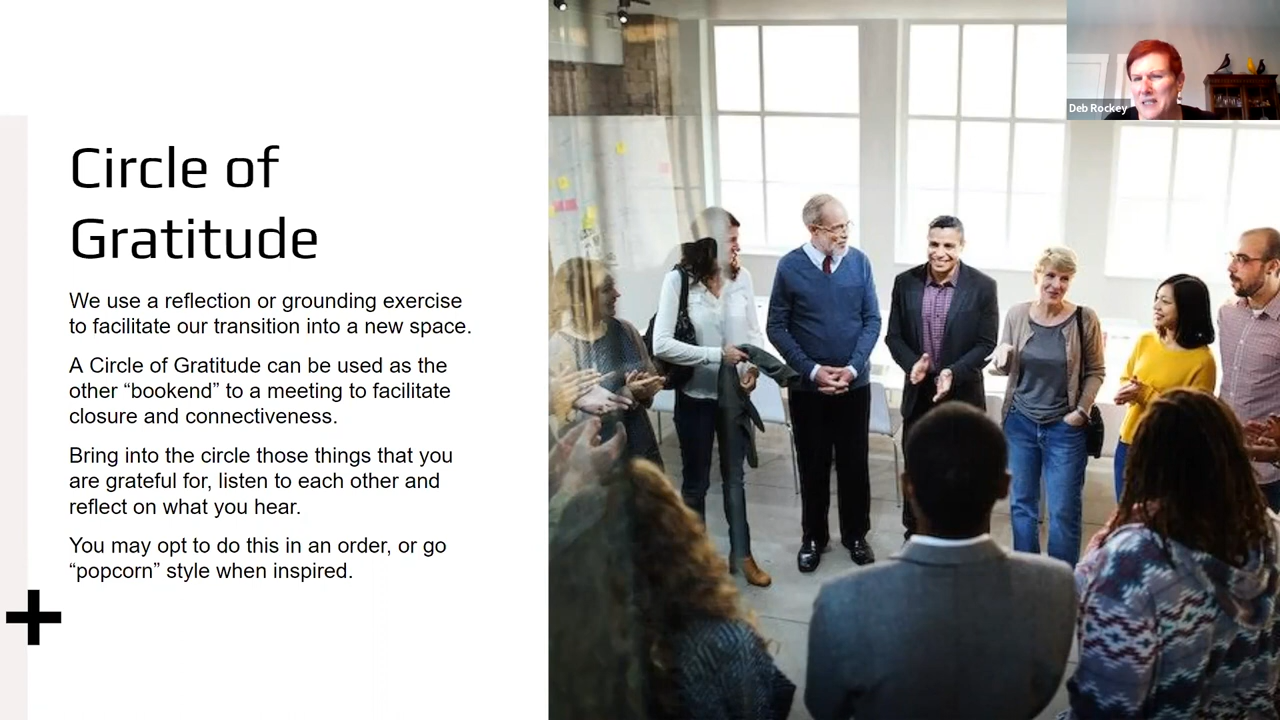 Circle of
Gratitude
We use a reflection or grounding exercise
to facilitate our transition into a new space.
A Circle of Gratitude can be used as the
other “bookend” to a meeting to facilitate
closure and connectiveness.
Bring into the circle those things that you
are grateful for, listen to each other and
reflect on what you hear.
You may opt to do this in an order, or go
“popcorn” style when inspired.
Deb Rockey